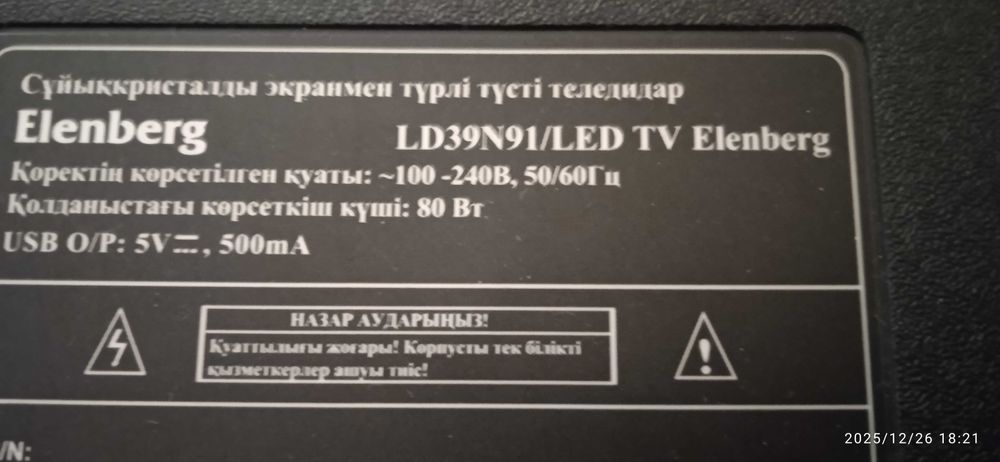 Сұйыққристалды экранмен түрлі түсті теледидар
Elenberg LD39N91/LED TV Elenberg
Қоректің көрсетілген қуаты: ~100 -240В, 50/60Гц
Қолданыстағы көрсеткіш күші: 80 Вт
USB O/P: 5V⎓, 500mA
НАЗАР АУДАРЫҢЫЗ!
Қуаттылығы жоғары! Корпусты тек білікті
қызметкерлер ашуы тиіс!
/N:
2025/12/26 18:21